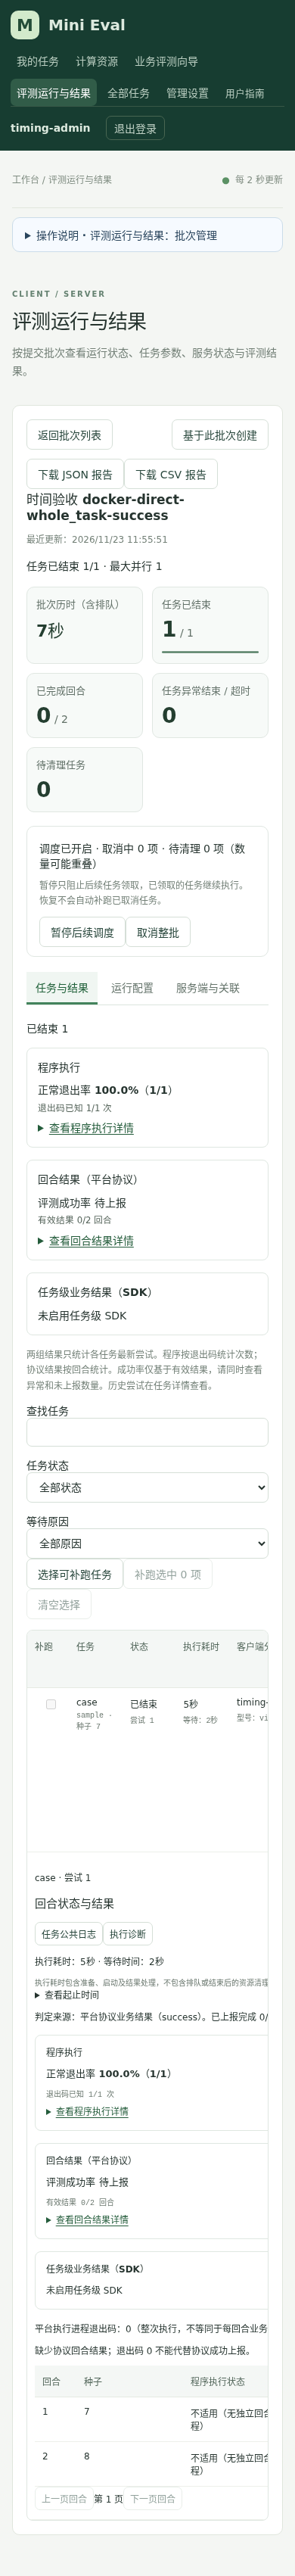 M Mini Eval
我的任务 计算资源 业务评测向导
评测运行与结果 全部任务 管理设置 用户指南
timing-admin 退出登录
工作台 / 评测运行与结果 每 2 秒更新
操作说明・评测运行与结果：批次管理
CLIENT / SERVER
评测运行与结果
按提交批次查看运行状态、任务参数、服务状态与评测结
果。
返回批次列表 基于此批次创建
下载 JSON 报告 下载 CSV 报告
时间验收 docker-direct-
whole_task-success
最近更新：2026/11/23 11:55:51
任务已结束 1/1 · 最大并行 1
批次历时（含排队） 任务已结束
7秒 1 / 1
已完成回合 任务异常结束 / 超时
0 / 2 0
待清理任务
0
调度已开启 · 取消中 0 项 · 待清理 0 项（数
量可能重叠）
暂停只阻止后续任务领取，已领取的任务继续执行。
恢复不会自动补跑已取消任务。
暂停后续调度 取消整批
任务与结果 运行配置 服务端与关联
已结束 1
程序执行
正常退出率 100.0%（1/1）
退出码已知 1/1 次
查看程序执行详情
回合结果（平台协议）
评测成功率 待上报
有效结果 0/2 回合
查看回合结果详情
任务级业务结果（SDK）
未启用任务级 SDK
两组结果只统计各任务最新尝试。程序按退出码统计次数；
协议结果按回合统计。成功率仅基于有效结果，请同时查看
异常和未上报数量。历史尝试在任务详情查看。
查找任务
任务状态
全部状态
等待原因
全部原因
选择可补跑任务 补跑选中 0 项
清空选择
补跑 任务 状态 执行耗时 客户端
case 已结束 5秒 timing-
sample · 尝试 1 等待：2秒 型号：vi
种子 7
case · 尝试 1
回合状态与结果
任务公共日志 执行诊断
执行耗时：5秒 · 等待时间：2秒
执行耗时包含准备、启动及结果处理，不包含排队或结束后的资源清理
查看起止时间
判定来源：平台协议业务结果（success）。已上报完成 0/
程序执行
正常退出率 100.0%（1/1）
退出码已知 1/1 次
查看程序执行详情
回合结果（平台协议）
评测成功率 待上报
有效结果 0/2 回合
查看回合结果详情
任务级业务结果（SDK）
未启用任务级 SDK
平台执行进程退出码：0（整次执行，不等同于每回合业务
缺少协议回合结果；退出码 0 不能代替协议成功上报。
回合 种子 程序执行状态
1 7 不适用（无独立回合
程）
2 8 不适用（无独立回合
程）
上一页回合 第 1 页 下一页回合